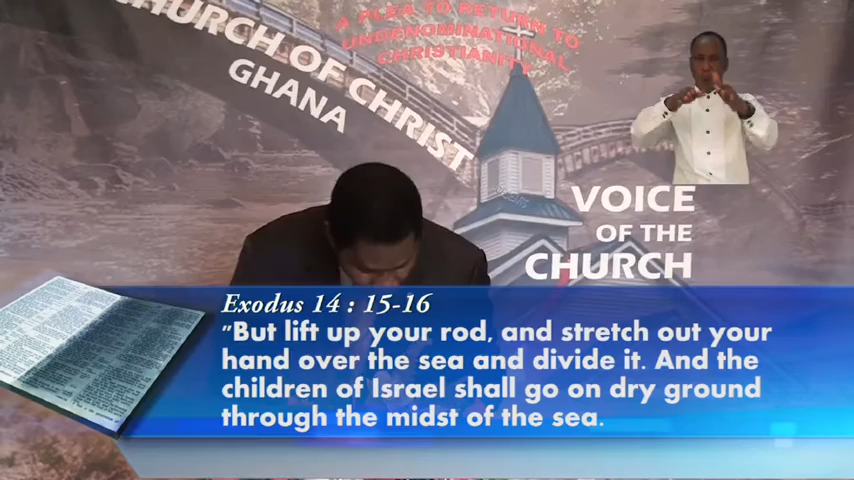 CHURCH OF CHRIST
GHANA
A PLEA TO RETURN TO
UNDENOMINATIONAL
CHRISTIANITY
VOICE
OF THE
CHURCH
Exodus 14 : 15-16
"But lift up your rod, and stretch out your
hand over the sea and divide it. And the
children of Israel shall go on dry ground
through the midst of the sea.